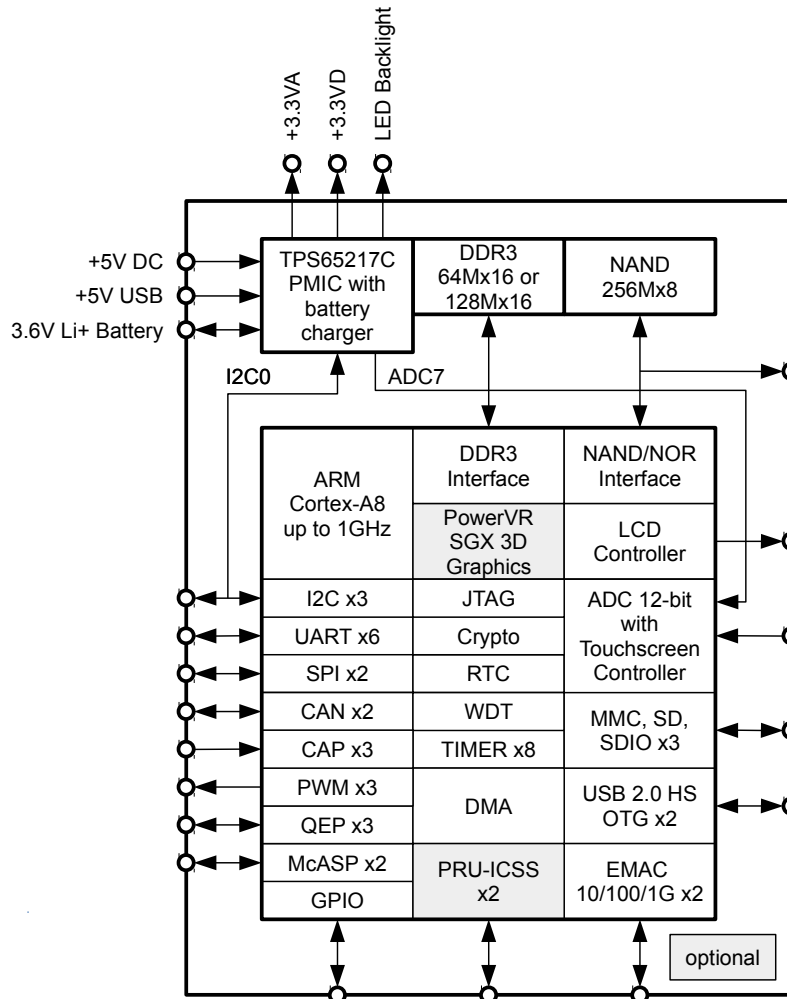 +3.3VA
+3.3VD
LED Backlight
+5V DC
+5V USB
3.6V Li+ Battery
TPS65217C
PMIC with
battery
charger
DDR3
64Mx16 or
128Mx16
NAND
256Mx8
I2C0
ADC7
ARM
Cortex-A8
up to 1GHz
DDR3
Interface
NAND/NOR
Interface
PowerVR
SGX 3D
Graphics
LCD
Controller
I2C x3
JTAG
ADC 12-bit
with
Touchscreen
Controller
UART x6
Crypto
SPI x2
RTC
CAN x2
WDT
MMC, SD,
SDIO x3
CAP x3
TIMER x8
PWM x3
DMA
USB 2.0 HS
OTG x2
QEP x3
McASP x2
PRU-ICSS
x2
EMAC
10/100/1G x2
GPIO
optional